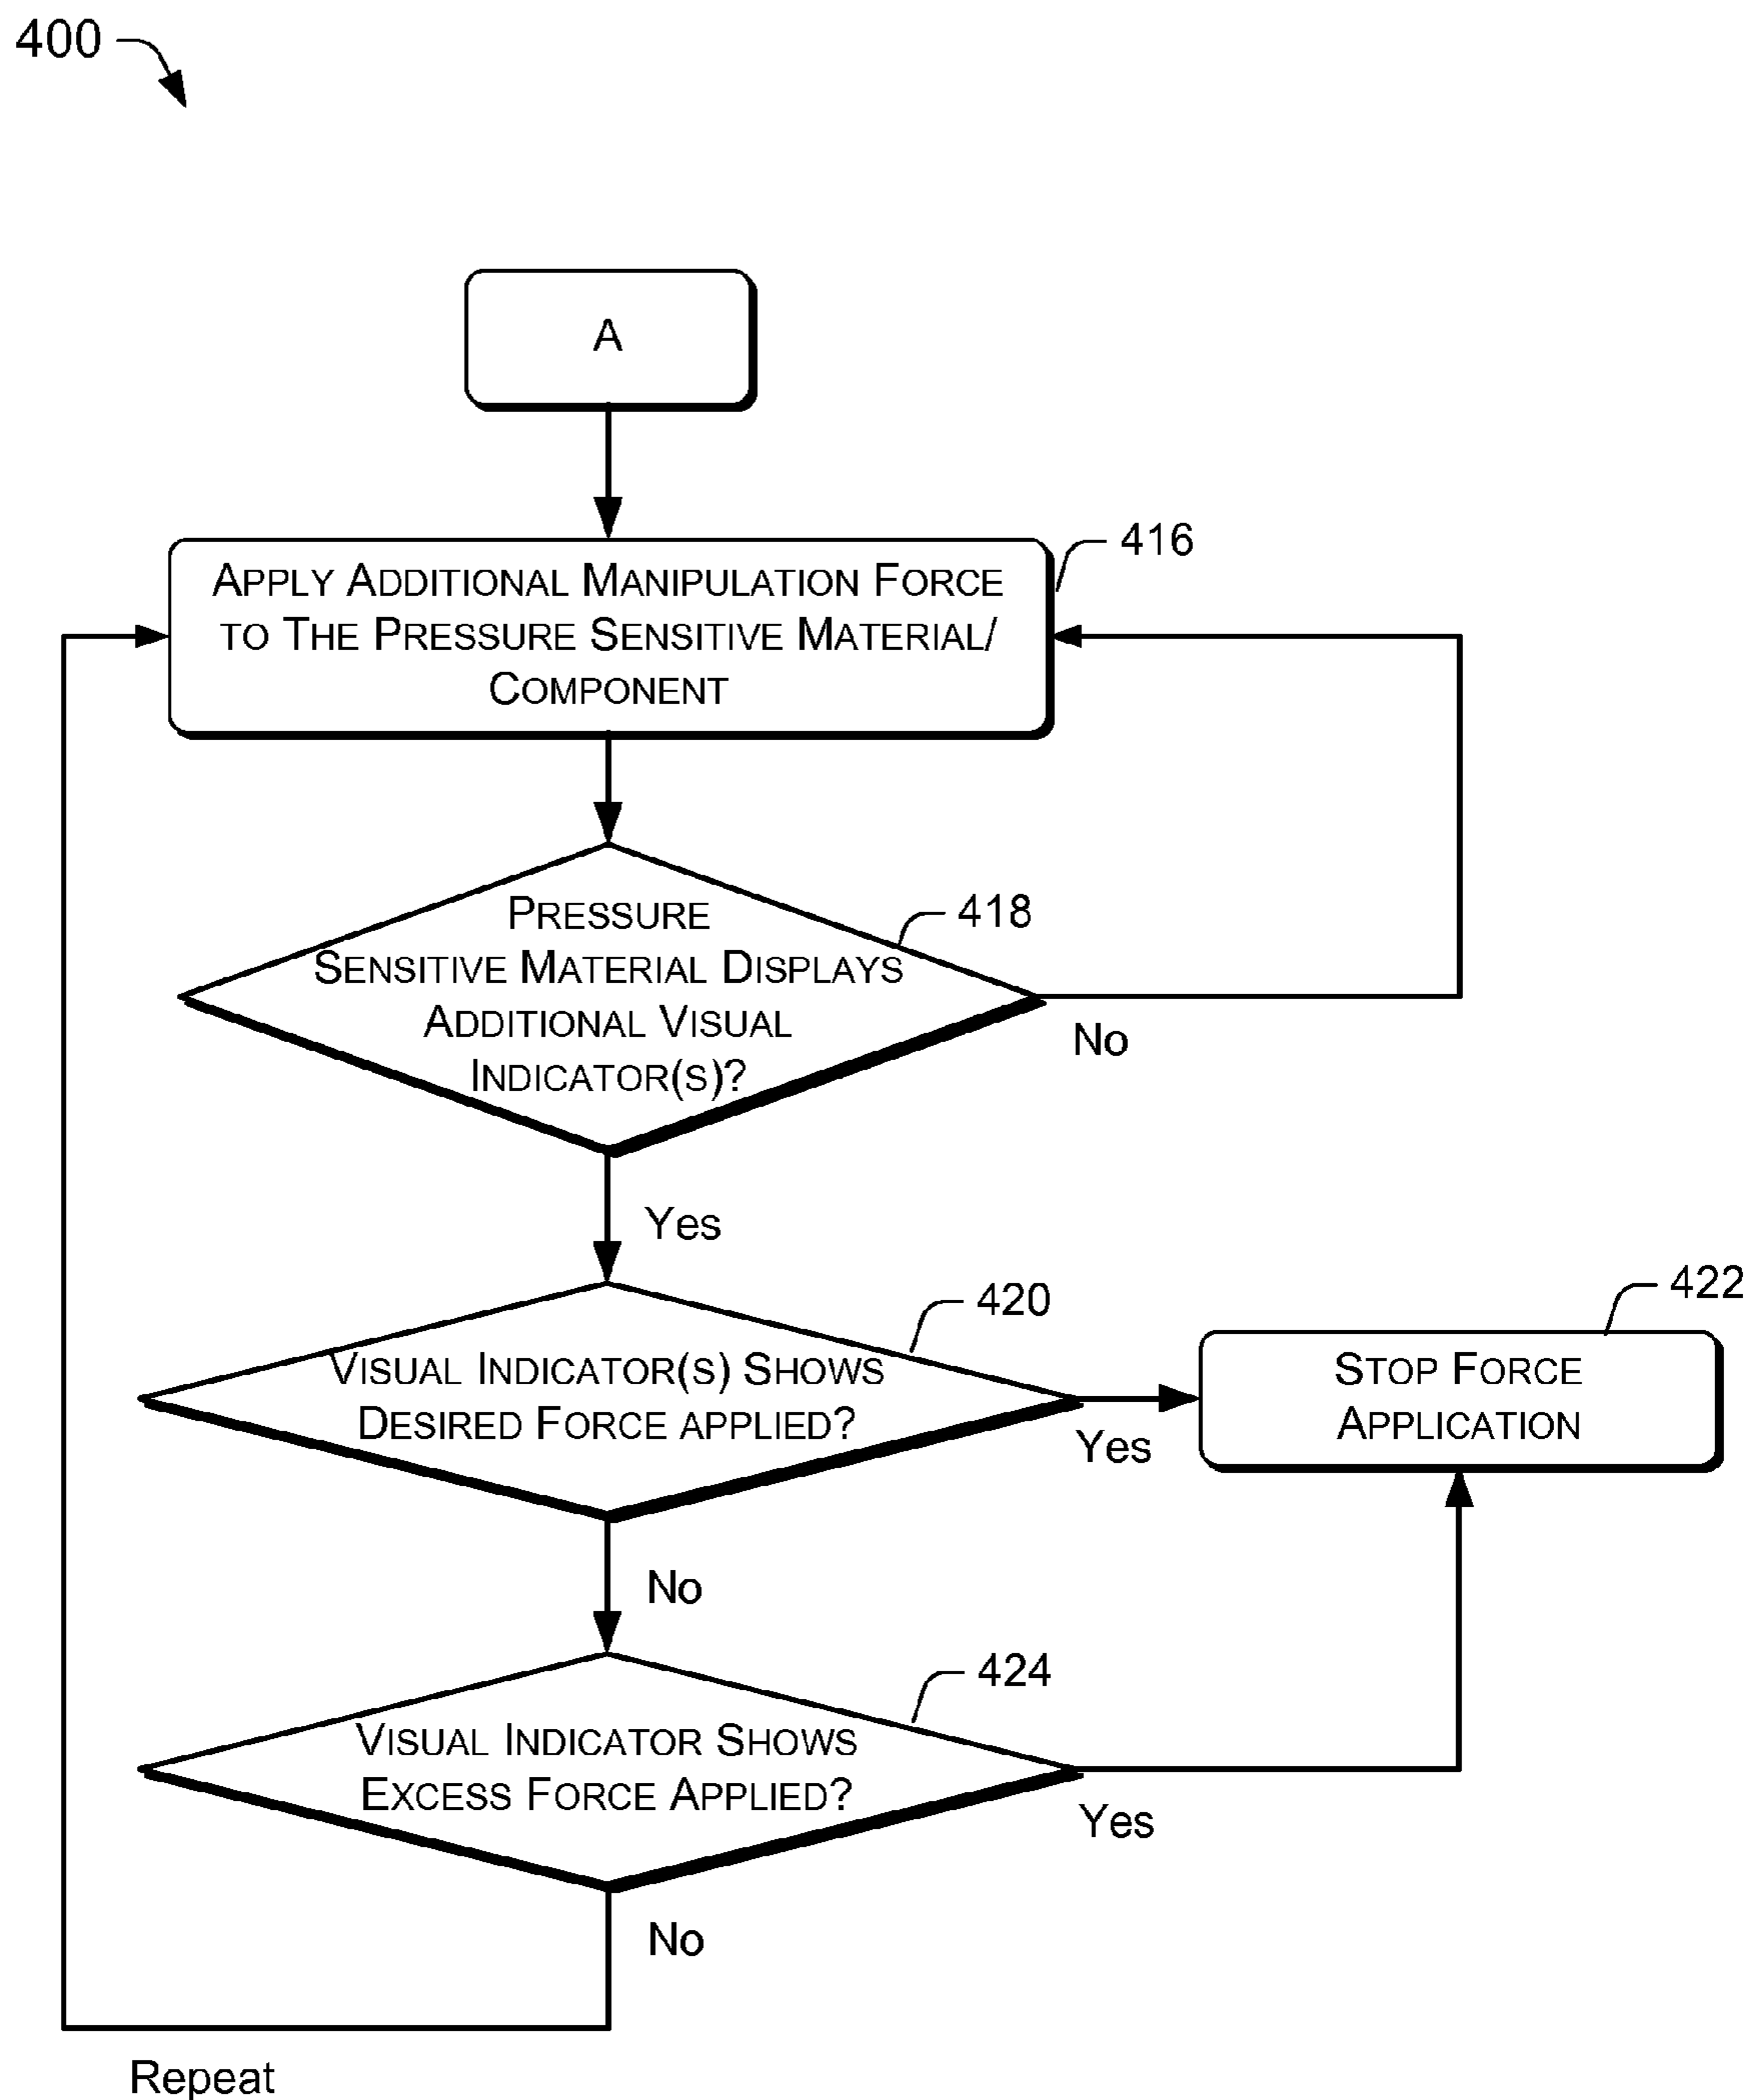 400
A
416
APPLY ADDITIONAL MANIPULATION FORCE
TO THE PRESSURE SENSITIVE MATERIAL/
COMPONENT
418
PRESSURE
SENSITIVE MATERIAL DISPLAYS
ADDITIONAL VISUAL
INDICATOR(S)?
No
Yes
420
VISUAL INDICATOR(S) SHOWS
DESIRED FORCE APPLIED?
Yes
422
STOP FORCE
APPLICATION
No
424
VISUAL INDICATOR SHOWS
EXCESS FORCE APPLIED?
Yes
No
Repeat